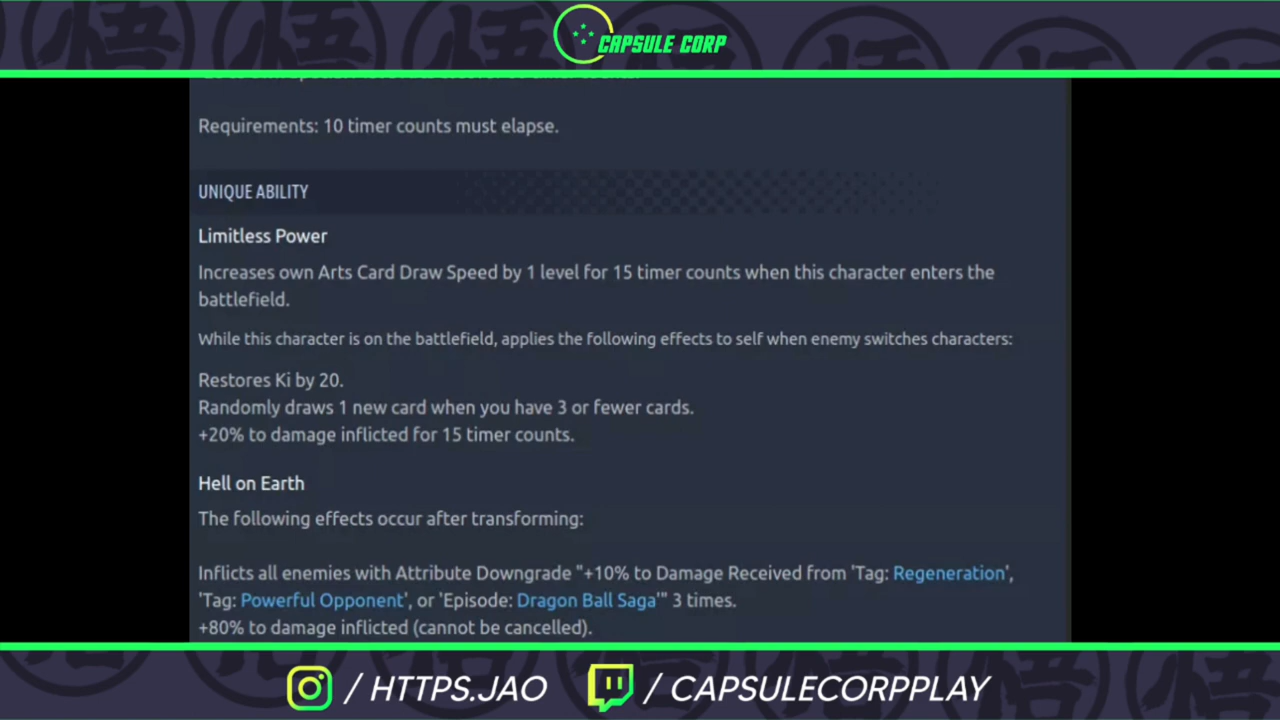 CAPSULE CORP
Requirements: 10 timer counts must elapse.
UNIQUE ABILITY
Limitless Power
Increases own Arts Card Draw Speed by 1 level for 15 timer counts when this character enters the
battlefield.
While this character is on the battlefield, applies the following effects to self when enemy switches characters:
Restores Ki by 20.
Randomly draws 1 new card when you have 3 or fewer cards.
+20% to damage inflicted for 15 timer counts.
Hell on Earth
The following effects occur after transforming:
Inflicts all enemies with Attribute Downgrade "+10% to Damage Received from 'Tag: Regeneration',
'Tag: Powerful Opponent', or 'Episode: Dragon Ball Saga'" 3 times.
+80% to damage inflicted (cannot be cancelled).
/ HTTPS.JAO / CAPSULECORPPLAY